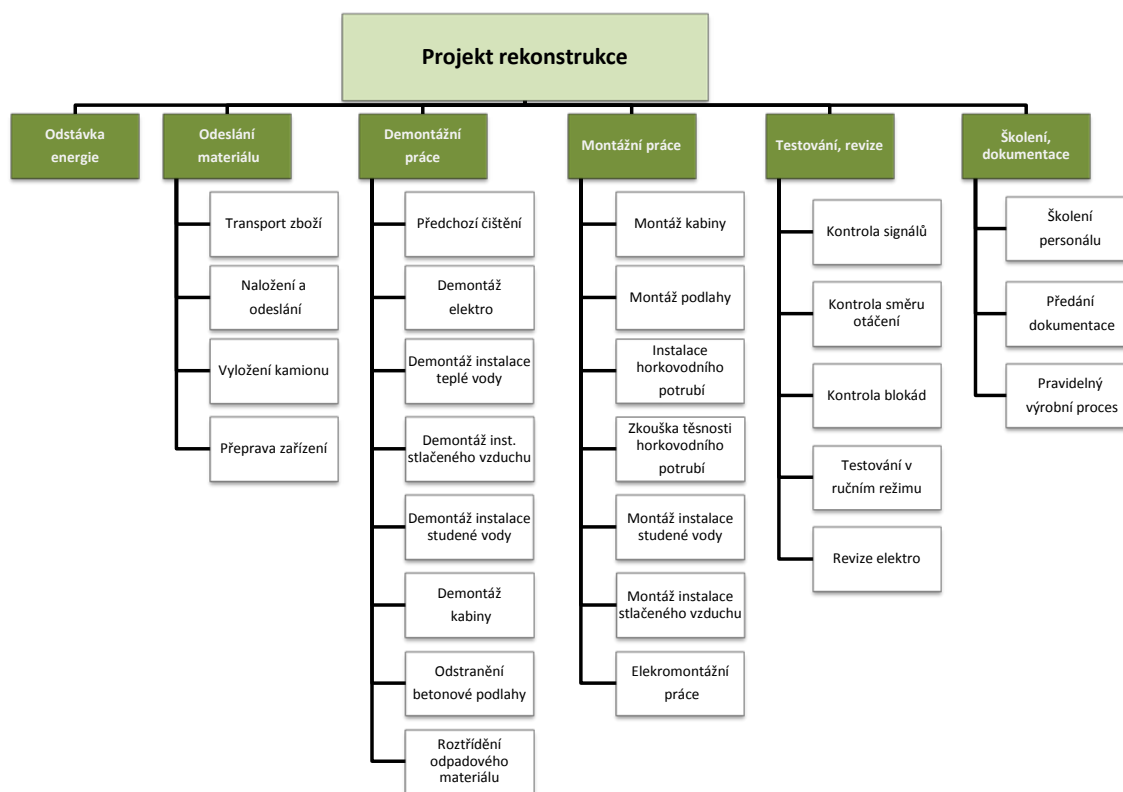 Projekt rekonstrukce
Odstávka
energie
Odeslání
materiálu
Transport zboží
Naložení a
odeslání
Vyložení kamionu
Přeprava zařízení
Demontážní
práce
Předchozí čištění
Demontáž
elektro
Demontáž instalace
teplé vody
Demontáž inst.
stlačeného vzduchu
Demontáž instalace
studené vody
Demontáž
kabiny
Odstranění
betonové podlahy
Roztřídění
odpadového
materiálu
Montážní práce
Montáž kabiny
Montáž podlahy
Instalace
horkovodního
potrubí
Zkouška těsnosti
horkovodního
potrubí
Montáž instalace
studené vody
Montáž instalace
stlačeného vzduchu
Elekromontážní
práce
Testování, revize
Kontrola signálů
Kontrola směru
otáčení
Kontrola blokád
Testování v
ručním režimu
Revize elektro
Školení,
dokumentace
Školení
personálu
Předání
dokumentace
Pravidelný
výrobní proces